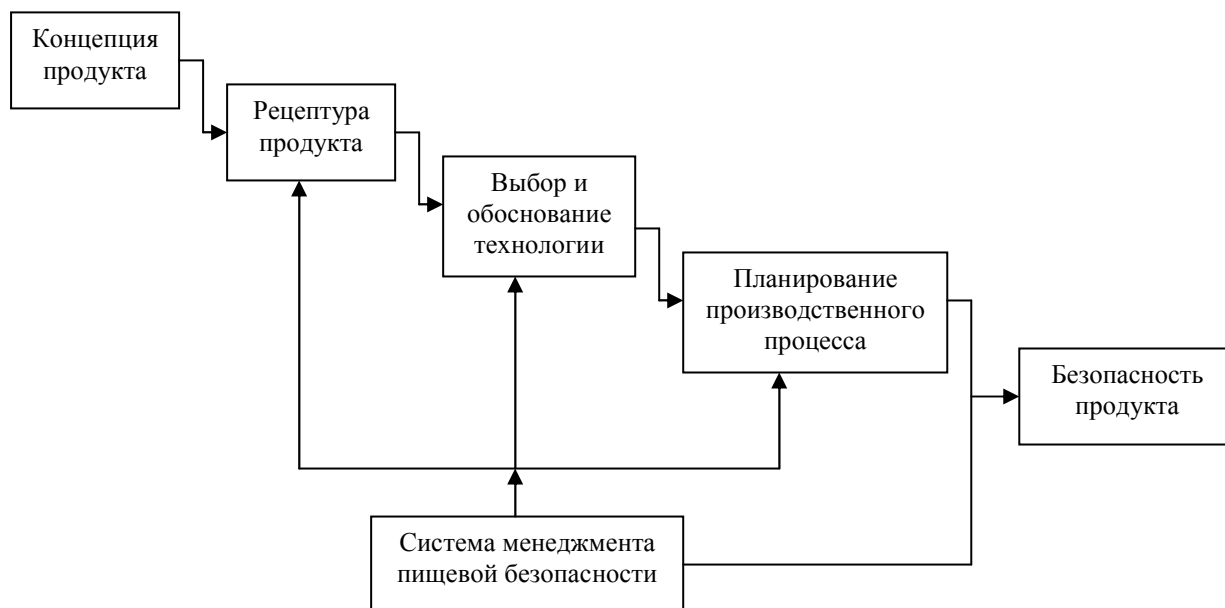 Концепция
продукта
Рецептура
продукта
Выбор и
обоснование
технологии
Планирование
производственного
процесса
Безопасность
продукта
Система менеджмента
пищевой безопасности